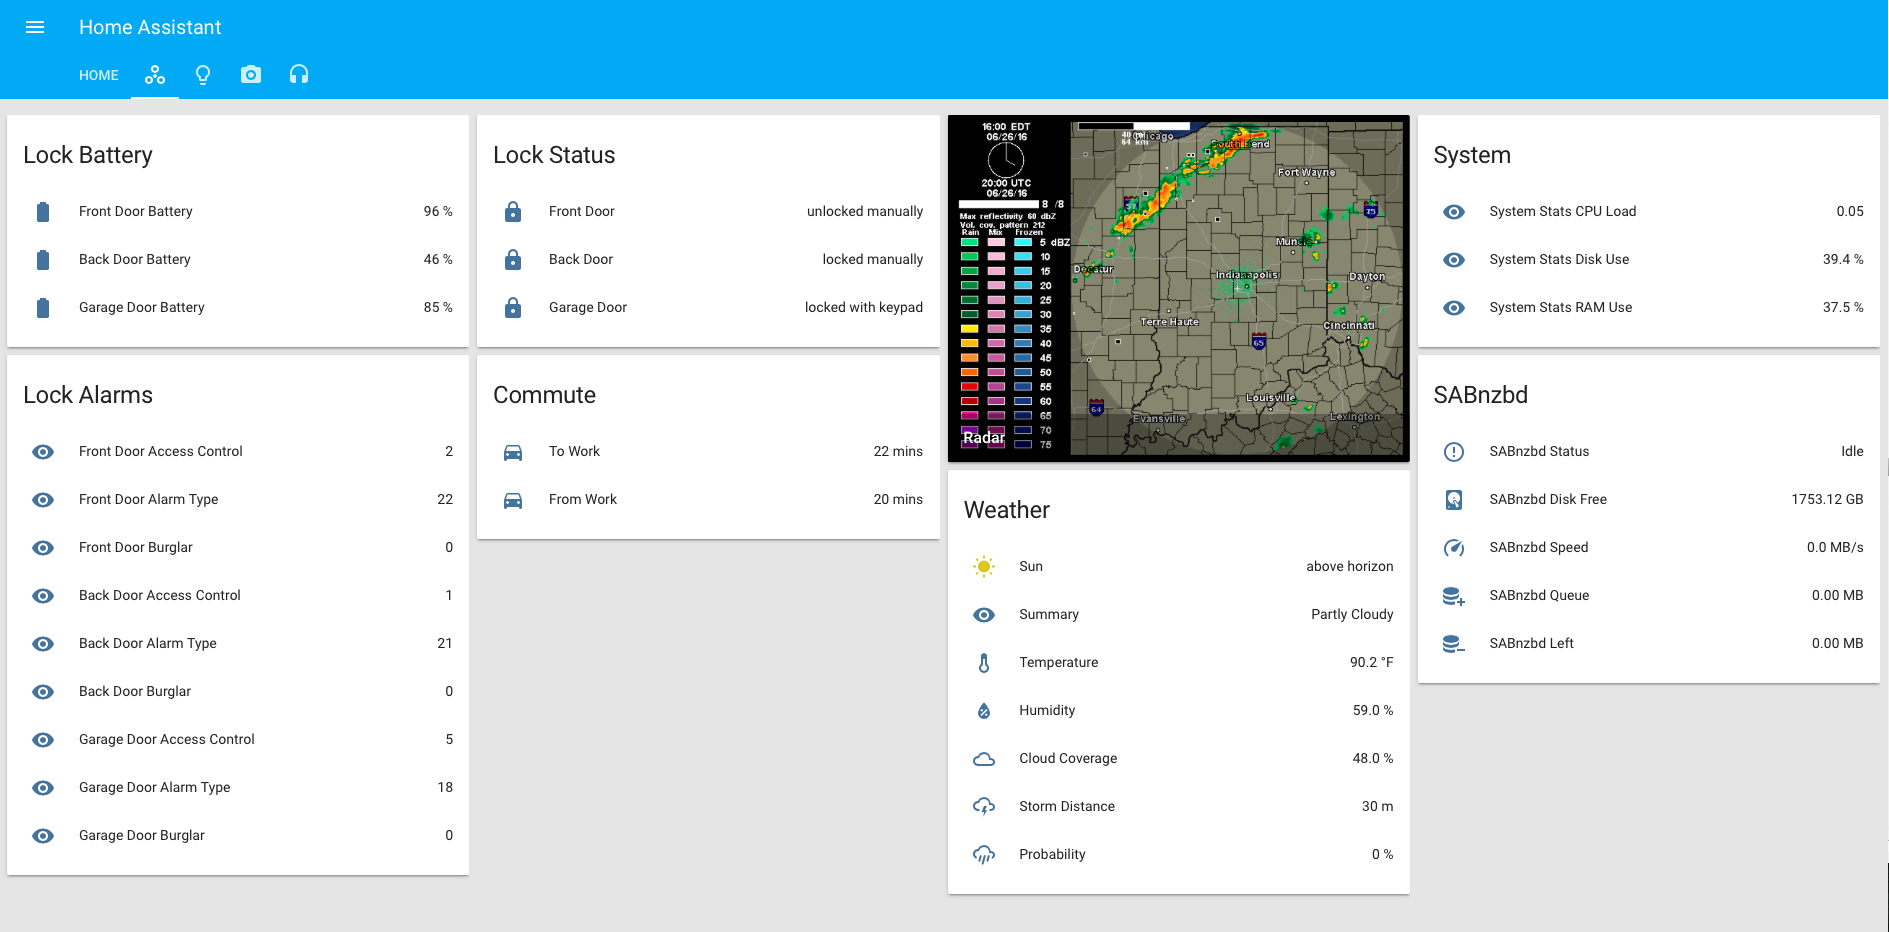 Home Assistant
HOME
Lock Battery
Front Door Battery 96 %
Back Door Battery 46 %
Garage Door Battery 85 %
Lock Alarms
Front Door Access Control 2
Front Door Alarm Type 22
Front Door Burglar 0
Back Door Access Control 1
Back Door Alarm Type 21
Back Door Burglar 0
Garage Door Access Control 5
Garage Door Alarm Type 18
Garage Door Burglar 0
Lock Status
Front Door unlocked manually
Back Door locked manually
Garage Door locked with keypad
Commute
To Work 22 mins
From Work 20 mins
16:00 EDT
06/26/16
20:00 UTC
06/26/16
8 /8
Max reflectivity 60 dbZ
Vol. cov. pattern 212
Rain Mix Frozen
5 dBZ
10
15
20
25
30
35
40
45
50
55
60
65
70
75
Radar
64 km
Chicago
South Bend
Fort Wayne
75
Muncie
Decatur
Indianapolis
Dayton
Terre Haute
Cincinnati
65
Louisville
64
Evansville
Lexington
Weather
Sun above horizon
Summary Partly Cloudy
Temperature 90.2 °F
Humidity 59.0 %
Cloud Coverage 48.0 %
Storm Distance 30 m
Probability 0 %
System
System Stats CPU Load 0.05
System Stats Disk Use 39.4 %
System Stats RAM Use 37.5 %
SABnzbd
SABnzbd Status Idle
SABnzbd Disk Free 1753.12 GB
SABnzbd Speed 0.0 MB/s
SABnzbd Queue 0.00 MB
SABnzbd Left 0.00 MB